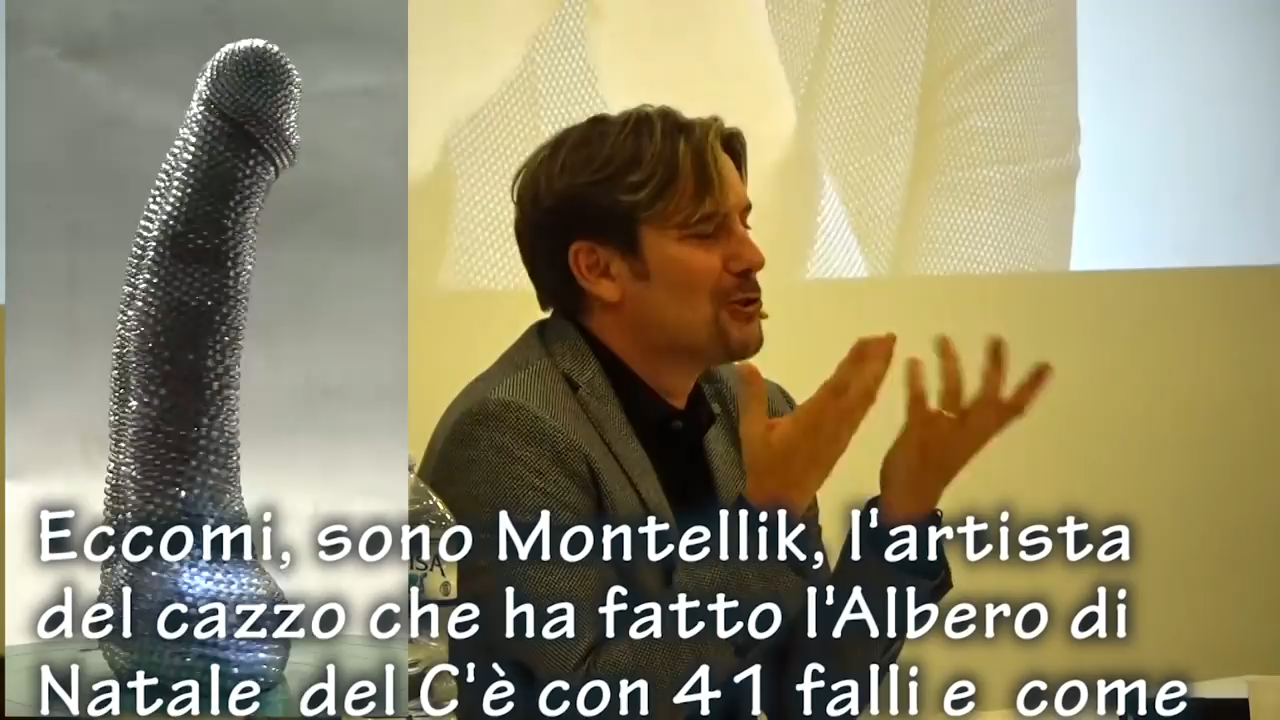 Eccomi, sono Montellik, l'artista
del cazzo che ha fatto l'Albero di
Natale del C'è con 41 falli e come